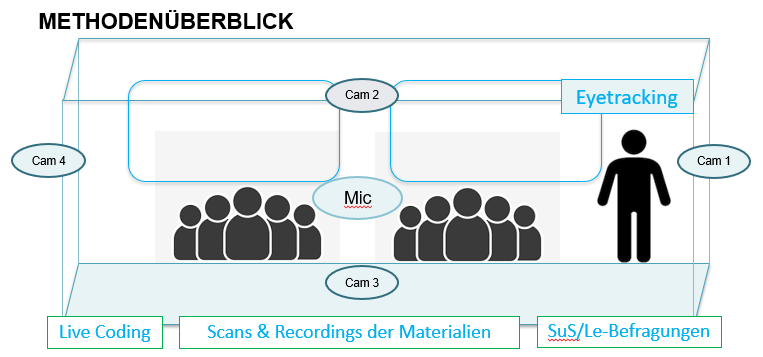 METHODENÜBERBLICK
Cam 2
Eyetracking
Cam 4
Cam 1
Mic
Cam 3
Live Coding
Scans & Recordings der Materialien
SuS/Le-Befragungen